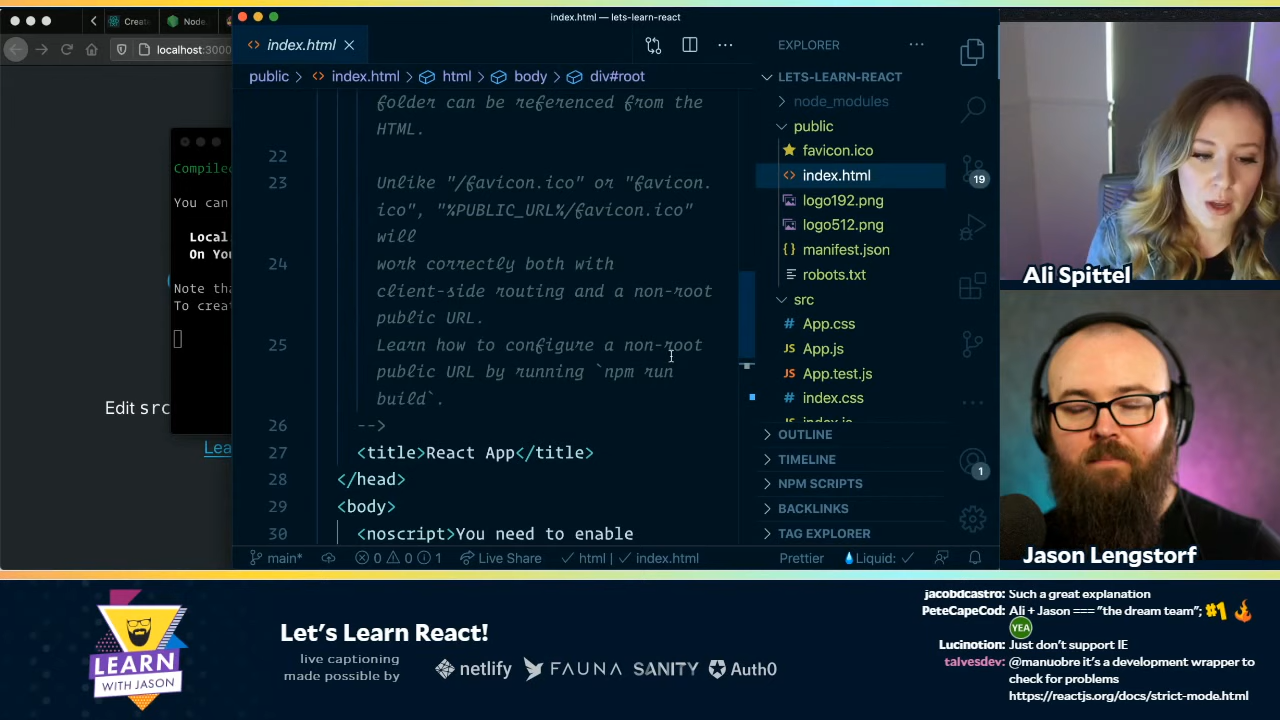 index.html — lets-learn-react
Create
Node.
localhost:3000
index.html
EXPLORER
public > index.html > html > body > div#root
LETS-LEARN-REACT
node_modules
public
favicon.ico
index.html
logo192.png
logo512.png
manifest.json
robots.txt
src
App.css
App.js
App.test.js
index.css
index.js
OUTLINE
TIMELINE
NPM SCRIPTS
BACKLINKS
TAG EXPLORER
19
1
folder can be referenced from the
HTML.
22
23 Unlike "/favicon.ico" or "favicon.
ico", "%PUBLIC_URL%/favicon.ico"
will
24 work correctly both with
client-side routing and a non-root
public URL.
25 Learn how to configure a non-root
public URL by running `npm run
build`.
26 -->
27 <title>React App</title>
28 </head>
29 <body>
30 <noscript>You need to enable
main* 0 0 1 Live Share html | index.html Prettier Liquid:
Compiled
You can
Local
On You
Note tha
To creat
Edit src
Lea
Ali Spittel
Jason Lengstorf
LEARN
WITH JASON
Let's Learn React!
live captioning
made possible by
netlify FAUNA SANITY Auth0
jacobdcastro: Such a great explanation
PeteCapeCod: Ali + Jason === "the dream team"; #1
YEA
Lucinotion: Just don't support IE
talvesdev: @manuobre it's a development wrapper to
check for problems
https://reactjs.org/docs/strict-mode.html